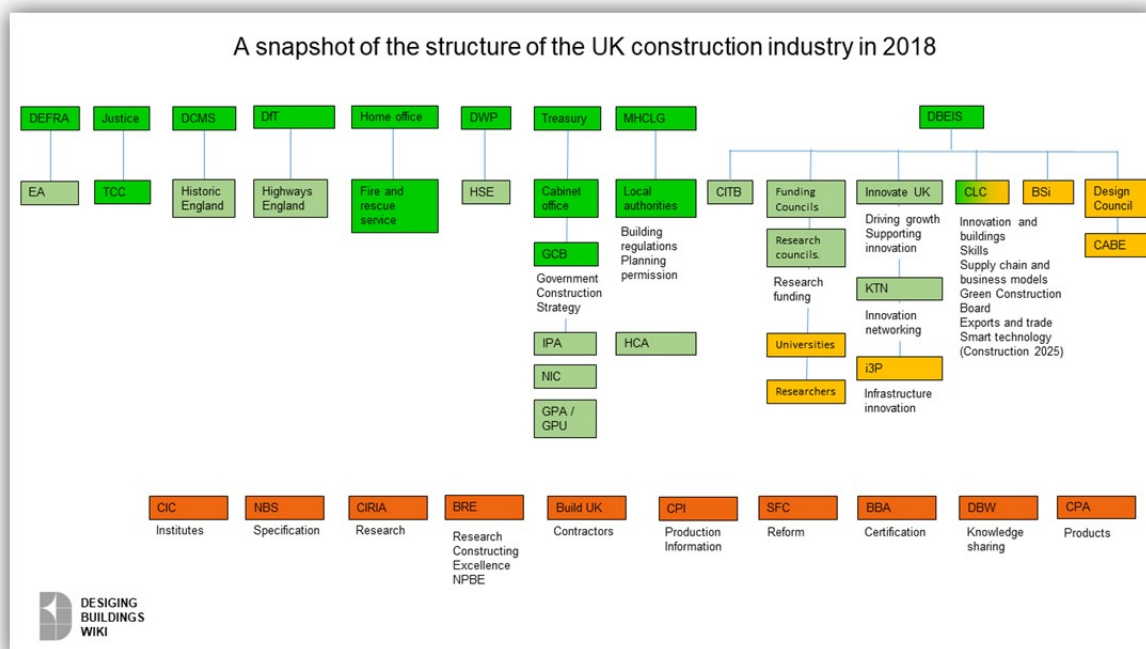 A snapshot of the structure of the UK construction industry in 2018
DEFRA
Justice
DCMS
DfT
Home office
DWP
Treasury
MHCLG
DBEIS
EA
TCC
Historic
England
Highways
England
Fire and
rescue
service
HSE
Cabinet
office
GCB
Government
Construction
Strategy
IPA
NIC
GPA /
GPU
Local
authorities
Building
regulations
Planning
permission
HCA
CITB
Funding
Councils
Research
councils.
Research
funding
Universities
Researchers
Innovate UK
Driving growth
Supporting
innovation
KTN
Innovation
networking
i3P
Infrastructure
innovation
CLC
Innovation and
buildings
Skills
Supply chain and
business models
Green Construction
Board
Exports and trade
Smart technology
(Construction 2025)
BSi
Design
Council
CABE
CIC
Institutes
NBS
Specification
CIRIA
Research
BRE
Research
Constructing
Excellence
NPBE
Build UK
Contractors
CPI
Production
Information
SFC
Reform
BBA
Certification
DBW
Knowledge
sharing
CPA
Products
DESIGING
BUILDINGS
WIKI